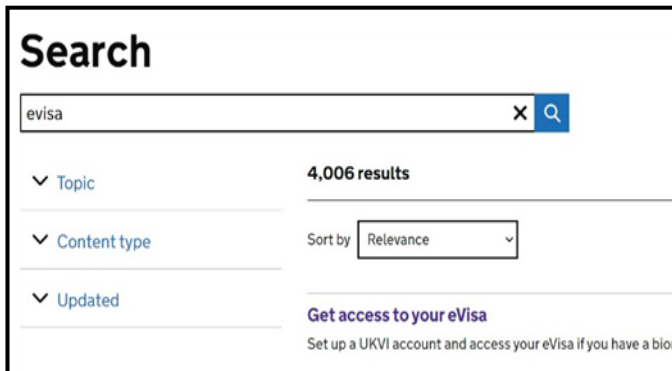 Search
evisa
Topic
Content type
Updated
4,006 results
Sort by Relevance
Get access to your eVisa
Set up a UKVI account and access your eVisa if you have a